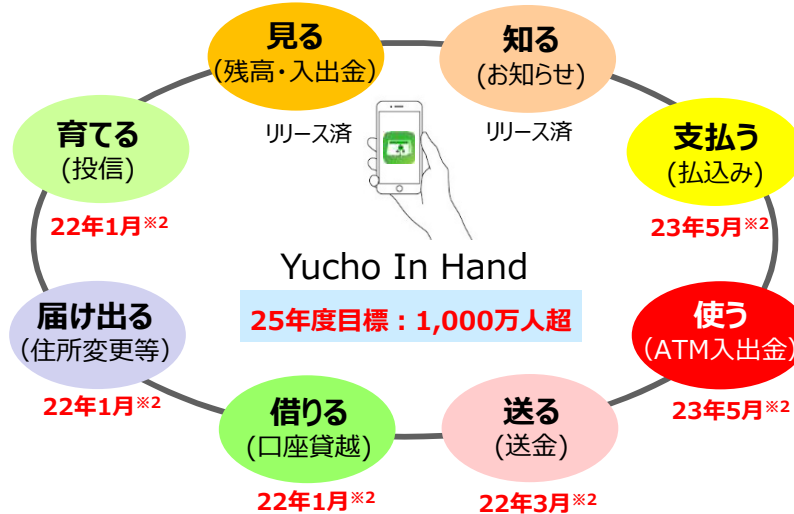 見る
(残高・入出金)
リリース済
知る
(お知らせ)
リリース済
支払う
(払込み)
23年5月※2
使う
(ATM入出金)
23年5月※2
送る
(送金)
22年3月※2
借りる
(口座貸越)
22年1月※2
届け出る
(住所変更等)
22年1月※2
育てる
(投信)
22年1月※2
Yucho In Hand
25年度目標：1,000万人超